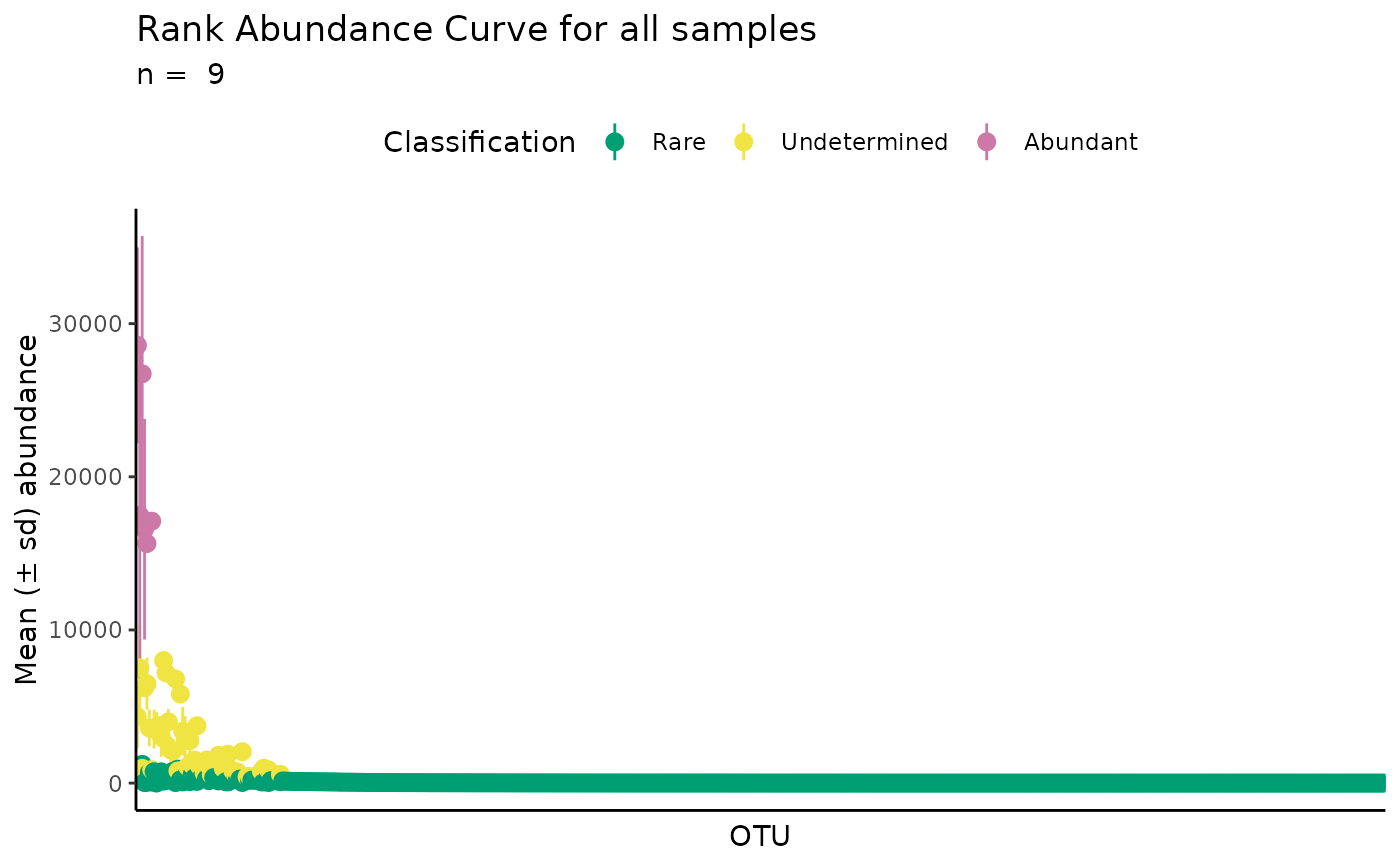 Rank Abundance Curve for all samples
n =  9
Classification Rare Undetermined Abundant
Mean (± sd) abundance
30000
20000
10000
0
OTU